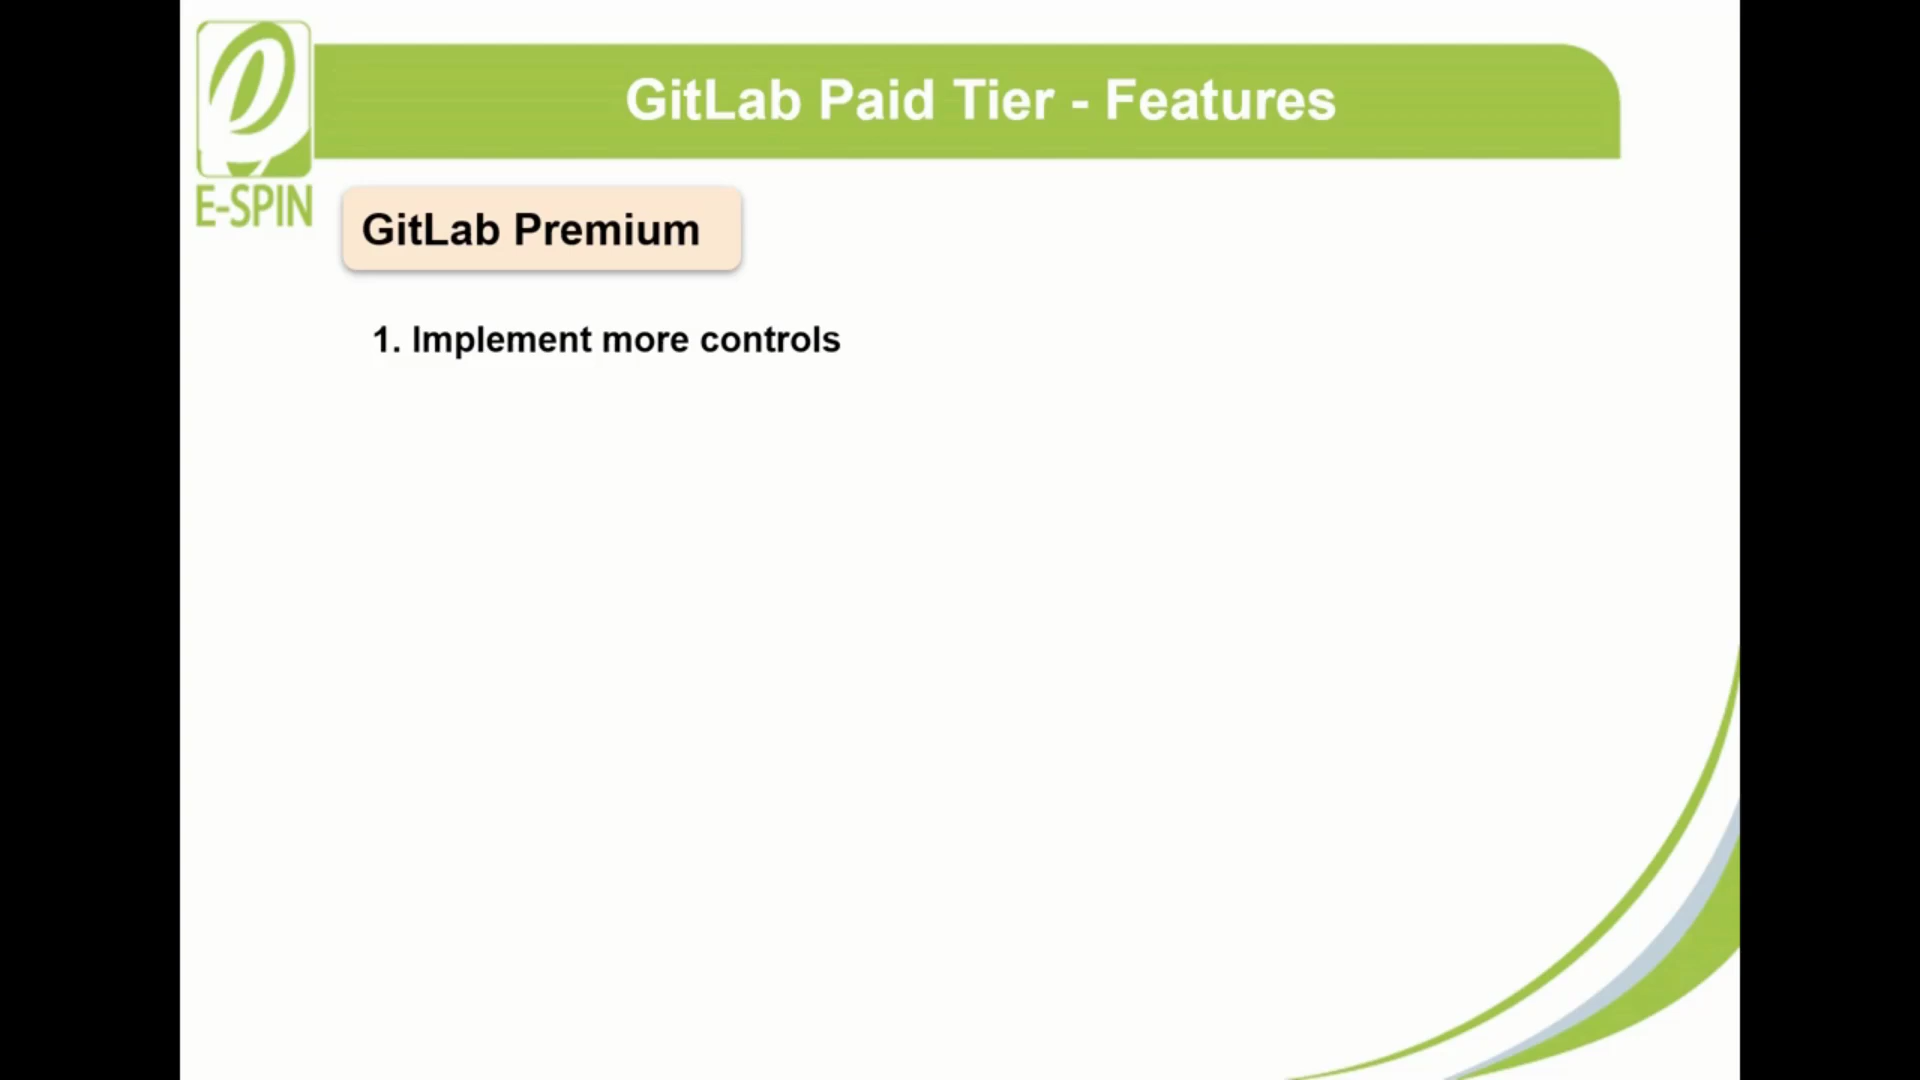 GitLab Paid Tier - Features
E-SPIN
GitLab Premium
1. Implement more controls